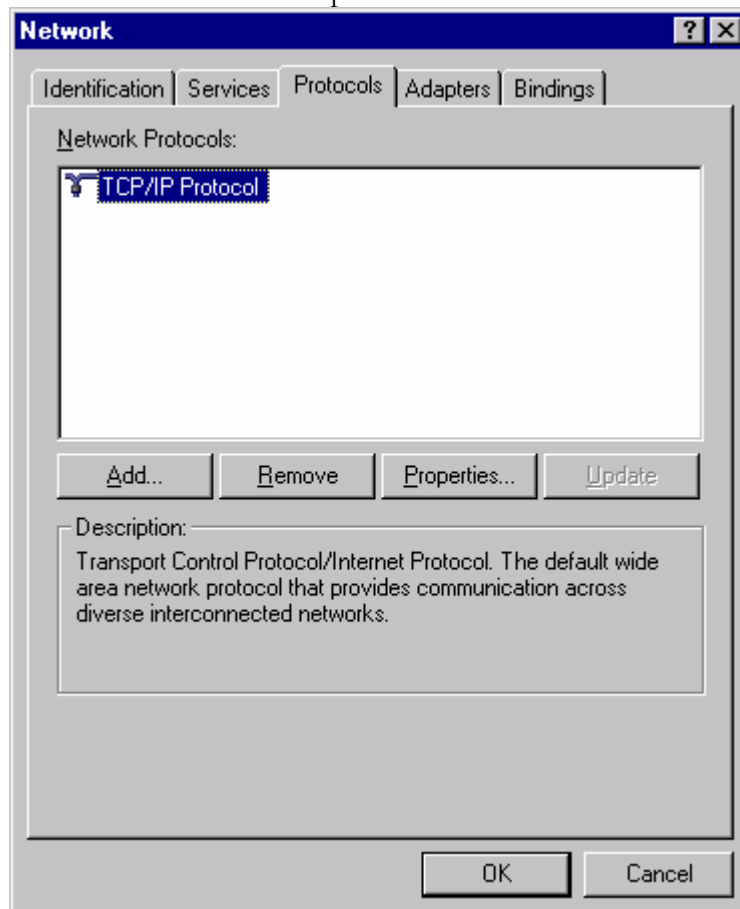 Network
Identification Services Protocols Adapters Bindings
Network Protocols:
TCP/IP Protocol
Add... Remove Properties... Update
Description:
Transport Control Protocol/Internet Protocol. The default wide
area network protocol that provides communication across
diverse interconnected networks.
OK Cancel